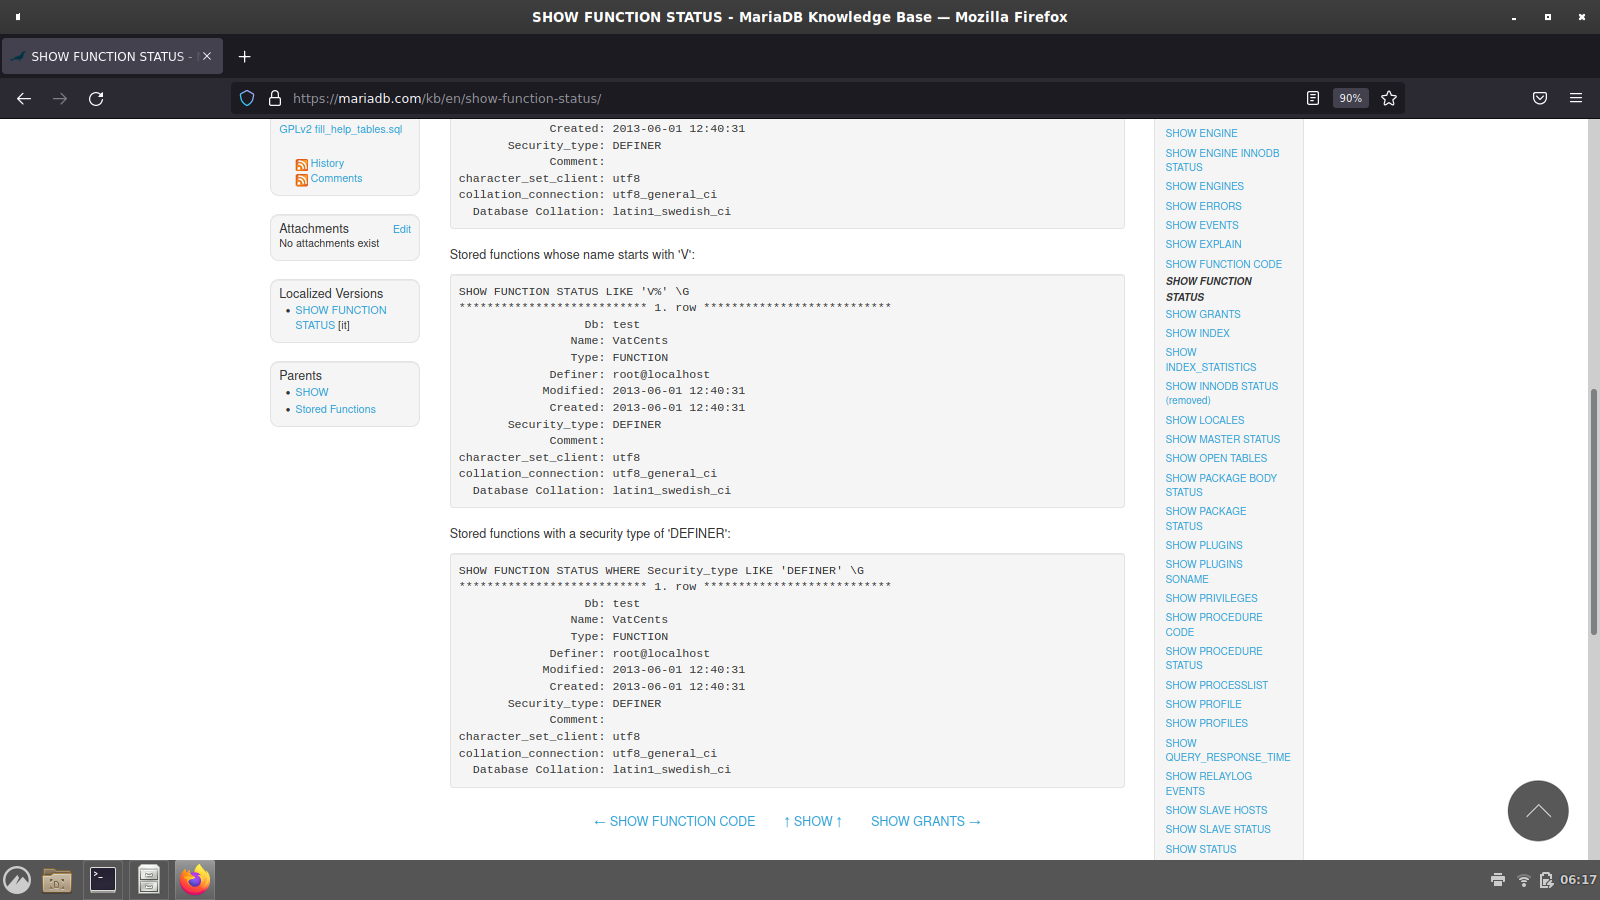 SHOW FUNCTION STATUS - MariaDB Knowledge Base — Mozilla Firefox
SHOW FUNCTION STATUS -
https://mariadb.com/kb/en/show-function-status/
90%
GPLv2 fill_help_tables.sql
History
Comments
Attachments
Edit
No attachments exist
Localized Versions
• SHOW FUNCTION
STATUS [it]
Parents
• SHOW
• Stored Functions
Created: 2013-06-01 12:40:31
Security_type: DEFINER
Comment:
character_set_client: utf8
collation_connection: utf8_general_ci
Database Collation: latin1_swedish_ci
Stored functions whose name starts with 'V':
SHOW FUNCTION STATUS LIKE 'V%' \G
*************************** 1. row ***************************
Db: test
Name: VatCents
Type: FUNCTION
Definer: root@localhost
Modified: 2013-06-01 12:40:31
Created: 2013-06-01 12:40:31
Security_type: DEFINER
Comment:
character_set_client: utf8
collation_connection: utf8_general_ci
Database Collation: latin1_swedish_ci
Stored functions with a security type of 'DEFINER':
SHOW FUNCTION STATUS WHERE Security_type LIKE 'DEFINER' \G
*************************** 1. row ***************************
Db: test
Name: VatCents
Type: FUNCTION
Definer: root@localhost
Modified: 2013-06-01 12:40:31
Created: 2013-06-01 12:40:31
Security_type: DEFINER
Comment:
character_set_client: utf8
collation_connection: utf8_general_ci
Database Collation: latin1_swedish_ci
← SHOW FUNCTION CODE ↑ SHOW ↑ SHOW GRANTS →
SHOW ENGINE
SHOW ENGINE INNODB
STATUS
SHOW ENGINES
SHOW ERRORS
SHOW EVENTS
SHOW EXPLAIN
SHOW FUNCTION CODE
SHOW FUNCTION
STATUS
SHOW GRANTS
SHOW INDEX
SHOW
INDEX_STATISTICS
SHOW INNODB STATUS
(removed)
SHOW LOCALES
SHOW MASTER STATUS
SHOW OPEN TABLES
SHOW PACKAGE BODY
STATUS
SHOW PACKAGE
STATUS
SHOW PLUGINS
SHOW PLUGINS
SONAME
SHOW PRIVILEGES
SHOW PROCEDURE
CODE
SHOW PROCEDURE
STATUS
SHOW PROCESSLIST
SHOW PROFILE
SHOW PROFILES
SHOW
QUERY_RESPONSE_TIME
SHOW RELAYLOG
EVENTS
SHOW SLAVE HOSTS
SHOW SLAVE STATUS
SHOW STATUS
06:17